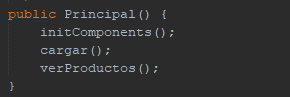 public Principal() {
    initComponents();
    cargar();
    verProductos();
}